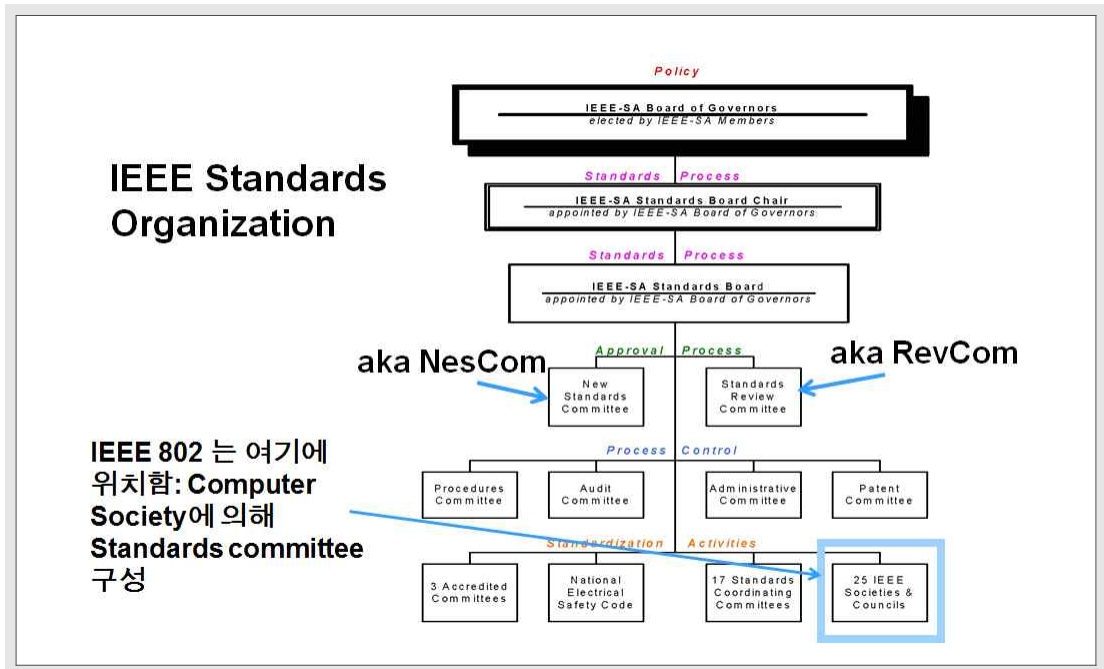 Policy
IEEE-SA Board of Governors
elected by IEEE-SA Members
IEEE Standards
Organization
Standards Process
IEEE-SA Standards Board Chair
appointed by IEEE-SA Board of Governors
Standards Process
IEEE-SA Standards Board
appointed by IEEE-SA Board of Governors
aka NesCom
Approval Process
aka RevCom
New
Standards
Committee
Standards
Review
Committee
IEEE 802 는 여기에
위치함: Computer
Society에 의해
Standards committee
구성
Process Control
Procedures
Committee
Audit
Committee
Administrative
Committee
Patent
Committee
Standardization Activities
3 Accredited
Committees
National
Electrical
Safety Code
17 Standards
Coordinating
Committees
25 IEEE
Societies &
Councils